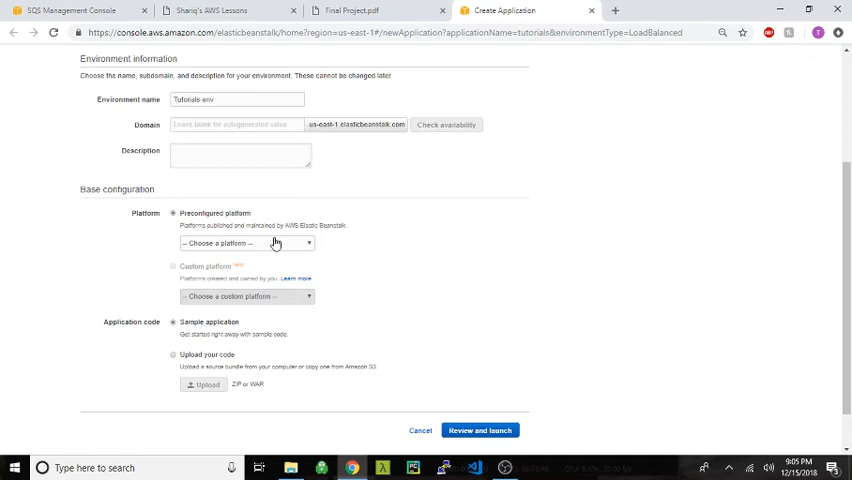 SQS Management Console
Shariq's AWS Lessons
Final Project.pdf
Create Application
https://console.aws.amazon.com/elasticbeanstalk/home?region=us-east-1#/newApplication?applicationName=tutorials&environmentType=LoadBalanced
T
Environment information
Choose the name, subdomain, and description for your environment. These cannot be changed later.
Environment name
Tutorials-env
Domain
Leave blank for autogenerated value
.us-east-1.elasticbeanstalk.com
Check availability
Description
Base configuration
Platform
Preconfigured platform
Platforms published and maintained by AWS Elastic Beanstalk.
-- Choose a platform --
Custom platform NEW
Platforms created and owned by you. Learn more
-- Choose a custom platform --
Application code
Sample application
Get started right away with sample code.
Upload your code
Upload a source bundle from your computer or copy one from Amazon S3.
Upload
ZIP or WAR
Cancel
Review and launch
Type here to search
PC
9:05 PM
12/15/2018
3